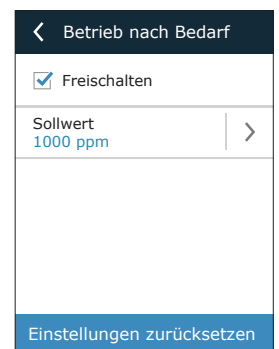 Betrieb nach Bedarf
Freischalten
Sollwert
1000 ppm
Einstellungen zurücksetzen